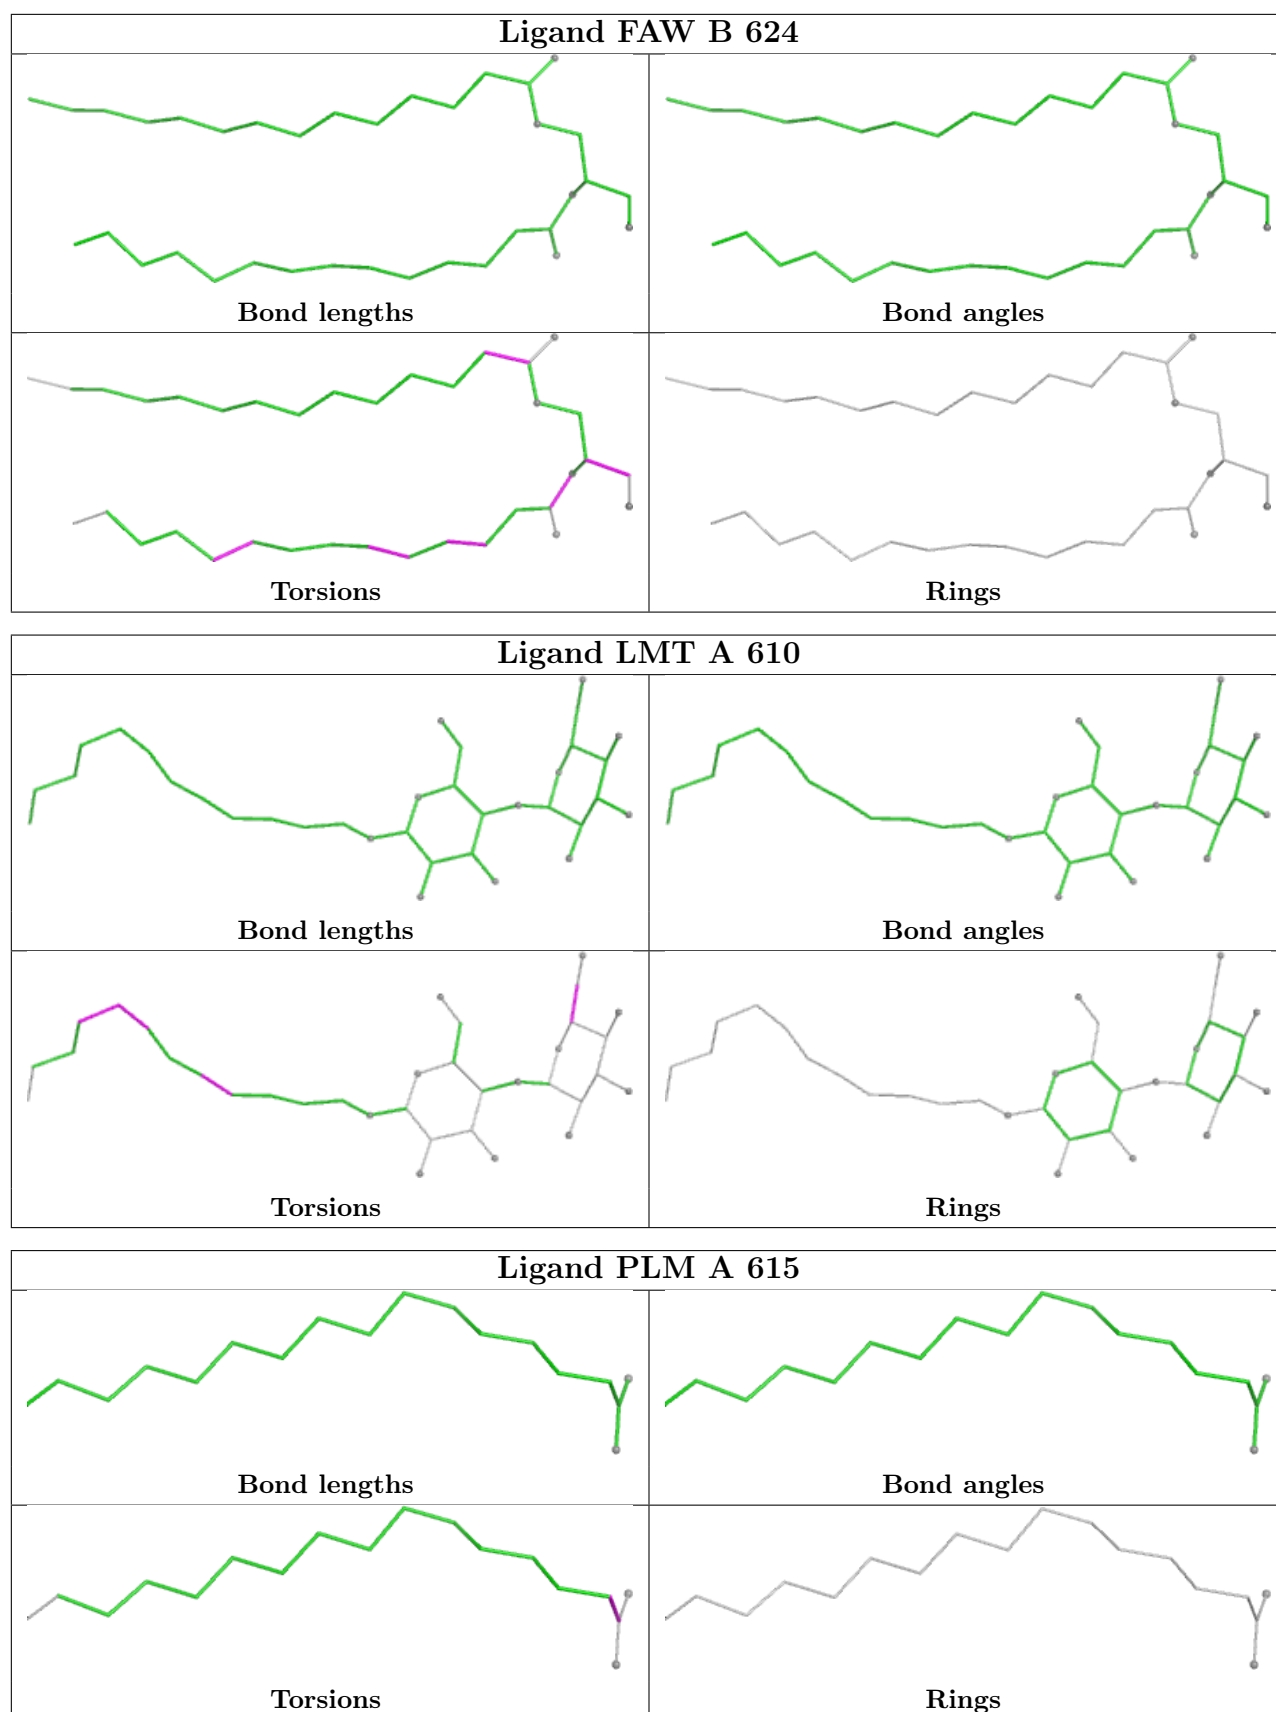 Ligand FAW B 624
Bond lengths
Bond angles
Torsions
Rings
Ligand LMT A 610
Bond lengths
Bond angles
Torsions
Rings
Ligand PLM A 615
Bond lengths
Bond angles
Torsions
Rings